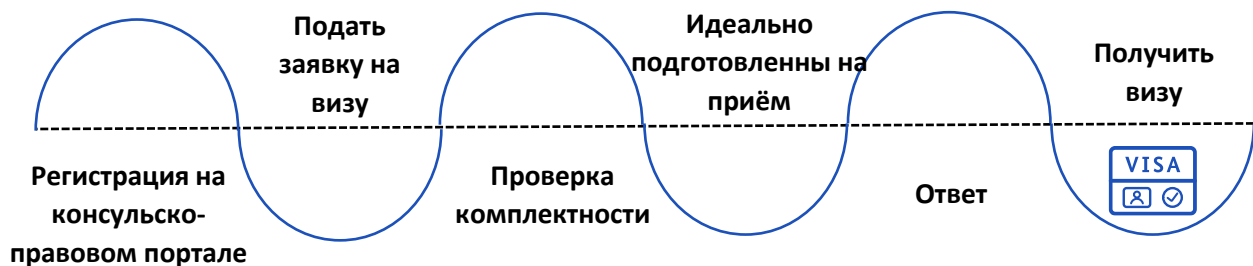 Регистрация на
консульско-
правовом портале
Подать
заявку на
визу
Проверка
комплектности
Идеально
подготовленны на
приём
Ответ
Получить
визу
VISA